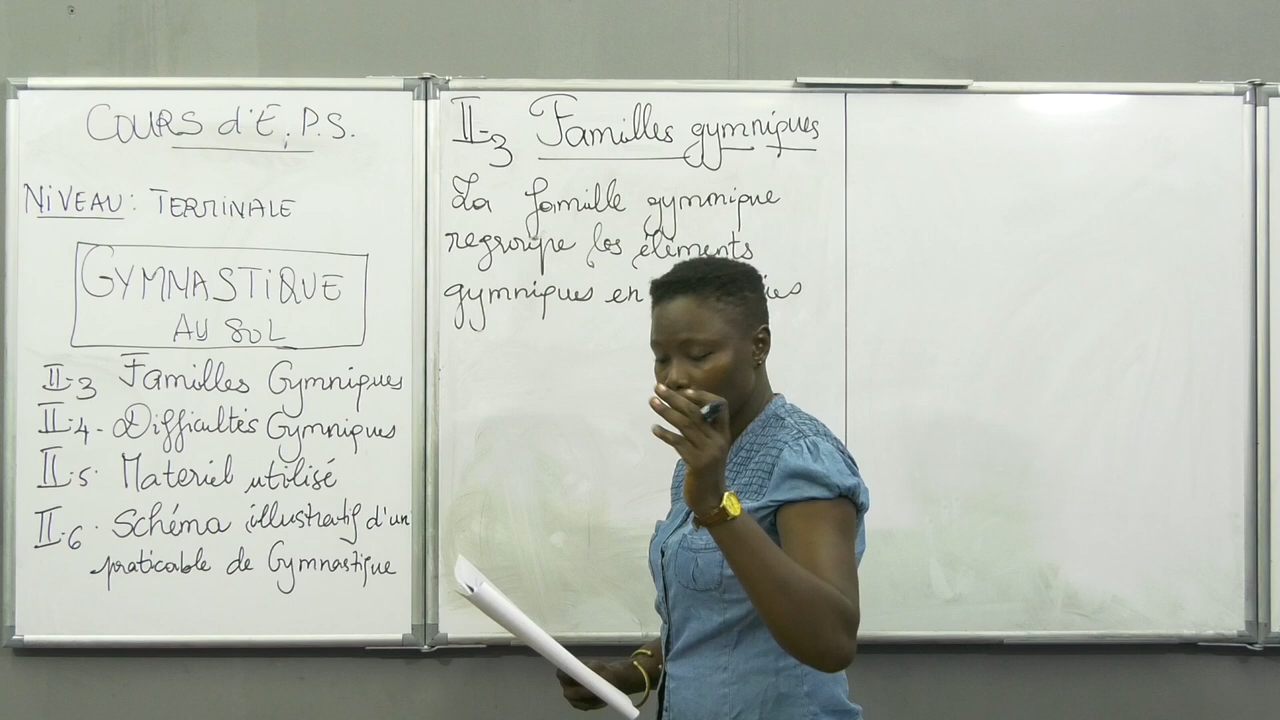 COURS d'E.P.S.
NIVEAU: TERMINALE
GYMNASTIQUE
AU SOL
II-3 Familles Gymniques
II-4- Difficultés Gymniques
II-5. Materiel utilisé
II-6. Schéma illustratif d'un
praticable de Gymnastique
II-3 Familles gymniques
La famille gymnique
regroupe les éléments
gymniques en